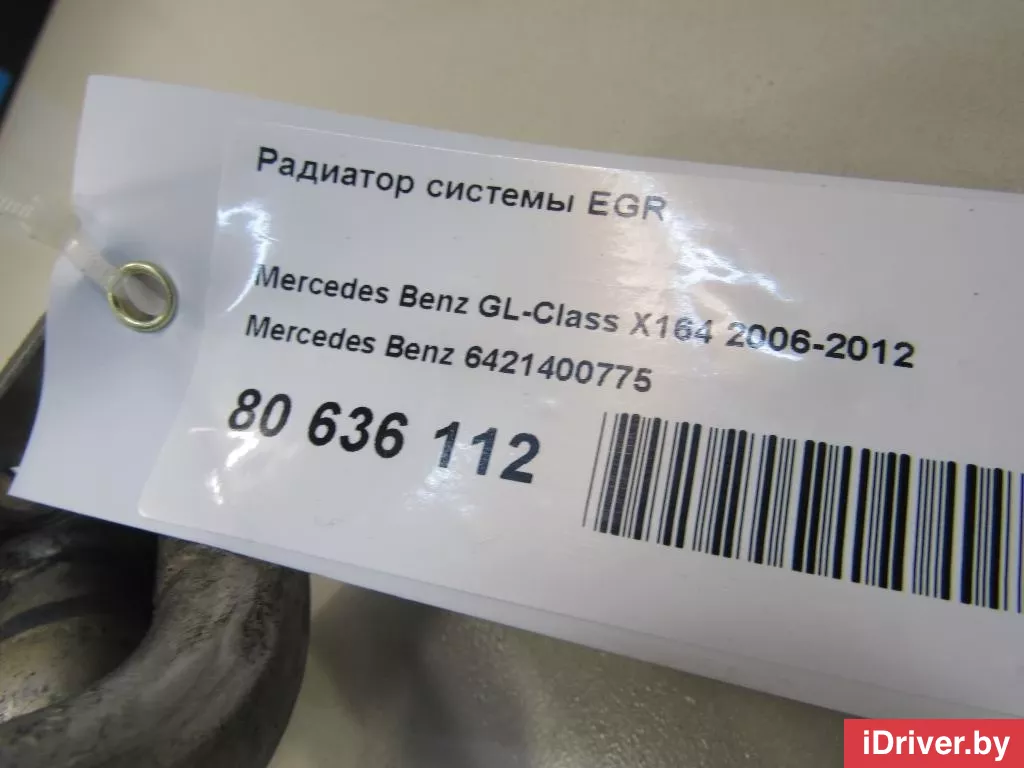 Радиатор системы EGR
Mercedes Benz GL-Class X164 2006-2012
Mercedes Benz 6421400775
80 636 112
iDriver.by